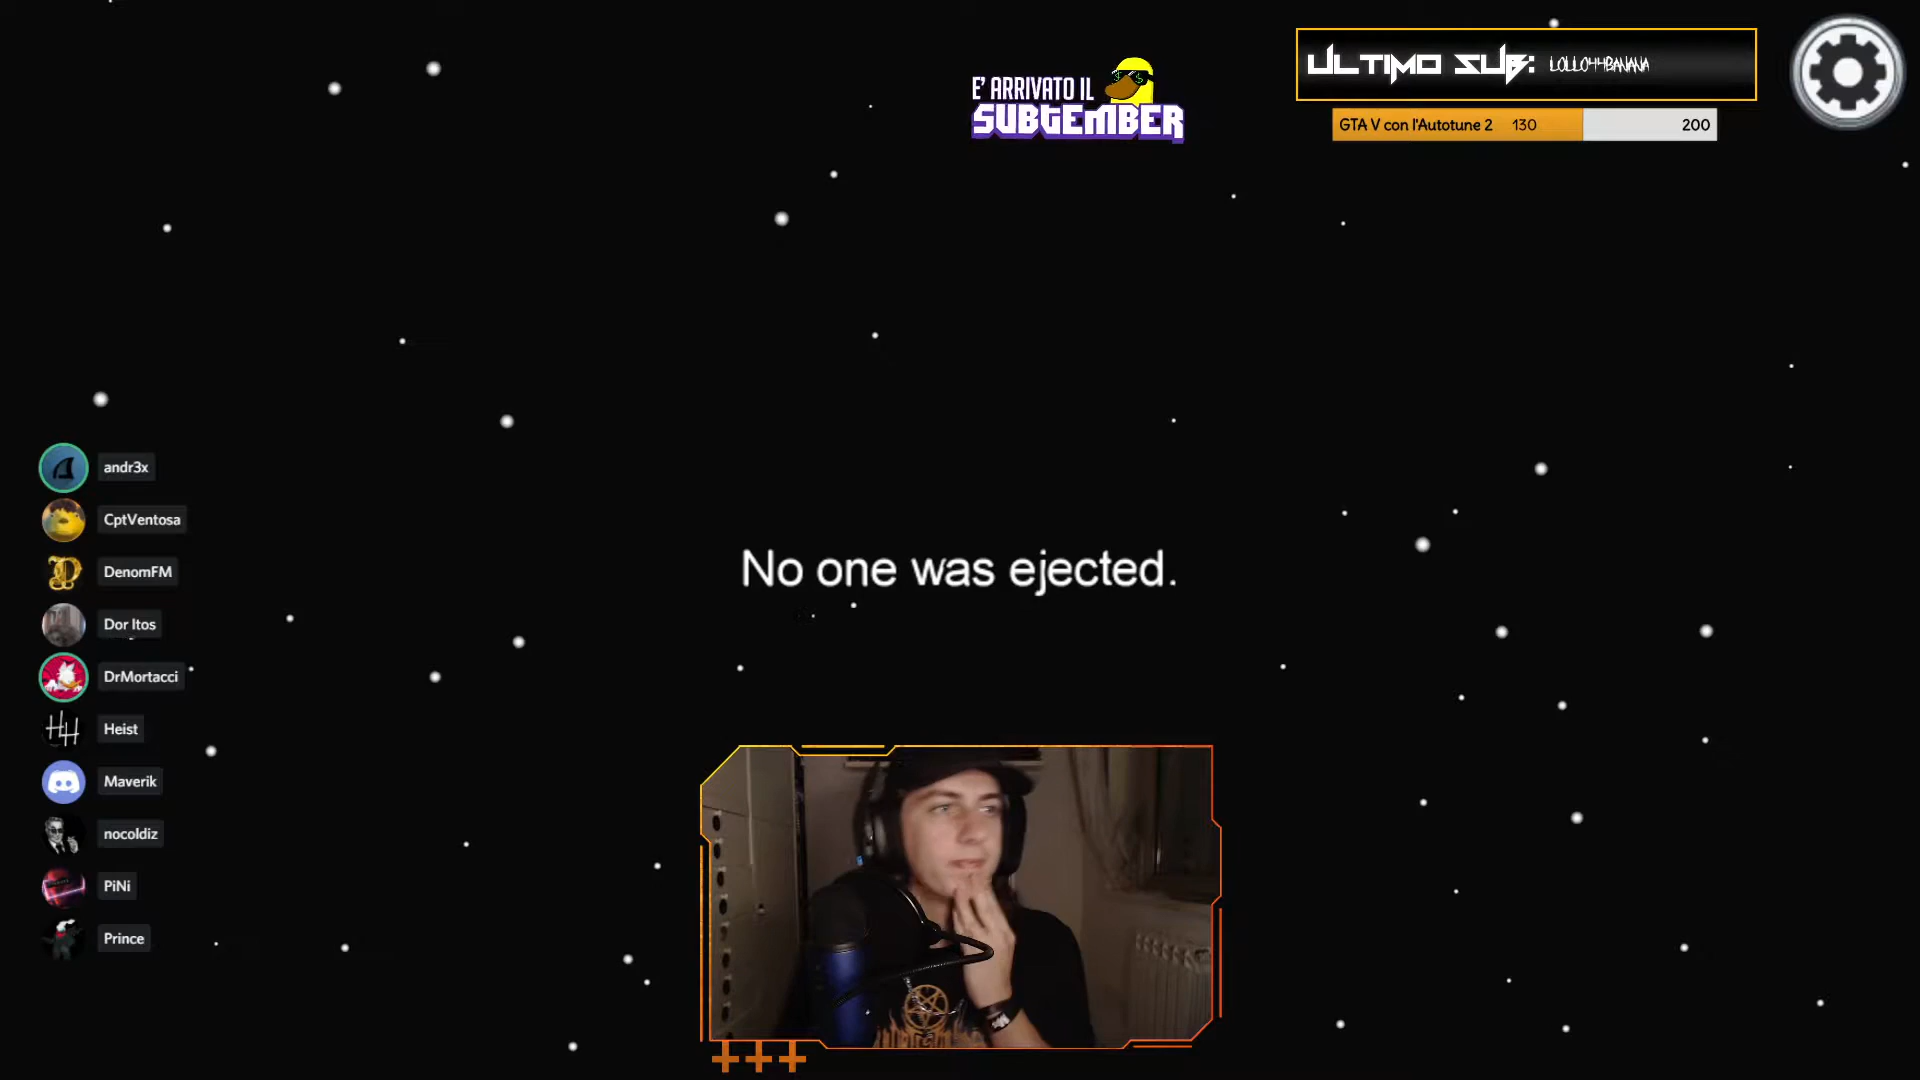 E' ARRIVATO IL
SUBTEMBER
ULTIMO SUB: LOLLO44BANANA
GTA V con l'Autotune 2 130 200
No one was ejected.
andr3x
CptVentosa
DenomFM
Dor Itos
DrMortacci
Heist
Maverik
nocoldiz
PiNi
Prince